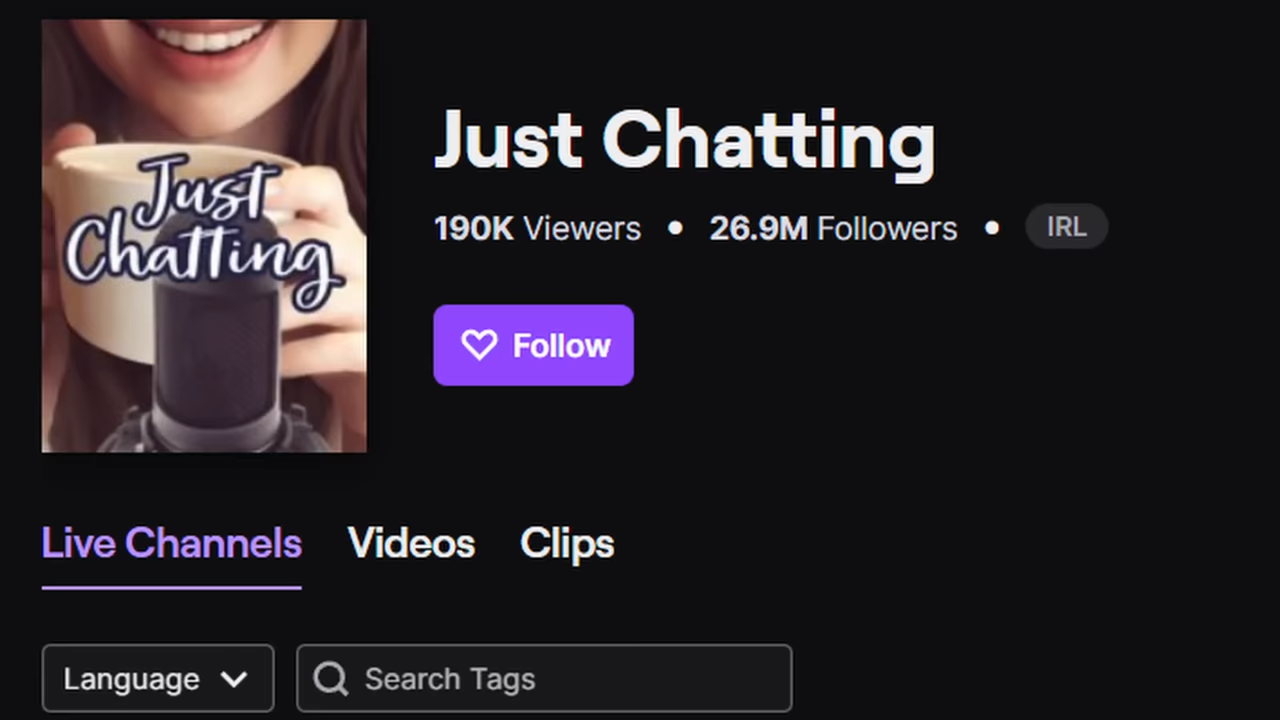 Just
Chatting
Just Chatting
190K Viewers • 26.9M Followers • IRL
Follow
Live Channels Videos Clips
Language Search Tags